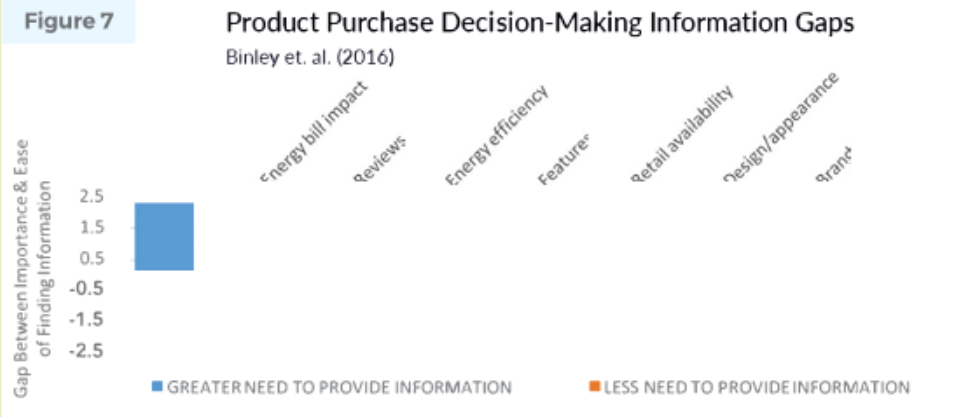 Figure 7
Product Purchase Decision-Making Information Gaps
Binley et. al. (2016)
Energy bill impact
Reviews
Energy efficiency
Features
Retail availability
Design/appearance
Brand
Gap Between Importance & Ease
of Finding Information
2.5
1.5
0.5
-0.5
-1.5
-2.5
GREATER NEED TO PROVIDE INFORMATION
LESS NEED TO PROVIDE INFORMATION